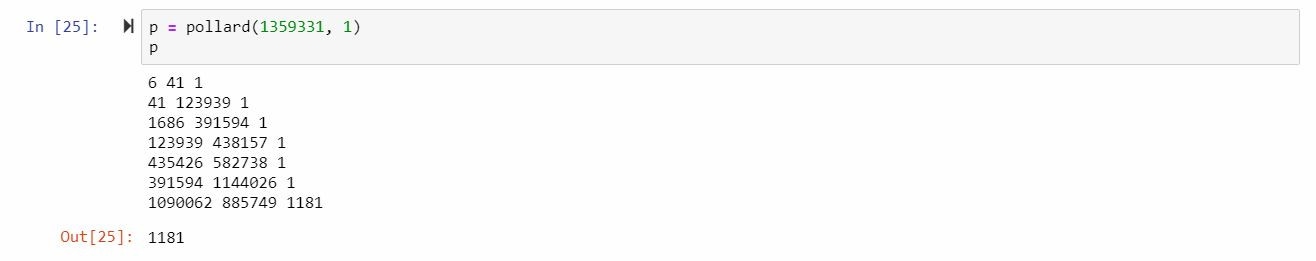 In [25]: p = pollard(1359331, 1)
p
6 41 1
41 123939 1
1686 391594 1
123939 438157 1
435426 582738 1
391594 1144026 1
1090062 885749 1181
Out[25]: 1181